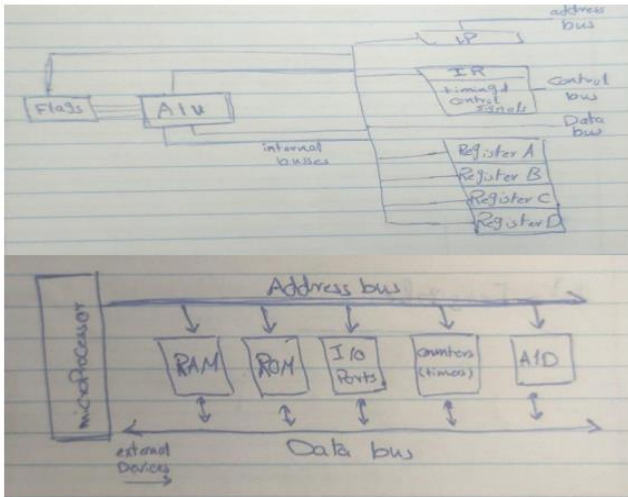 address
bus
IP
IR
timing &
control
signals
Control
bus
Flags
ALU
Data
bus
internal
busses
Register A
Register B
Register C
Register D
Address bus
microprocessor
RAM
ROM
I/O
Ports
counters
(timers)
A/D
external
Devices
Data bus